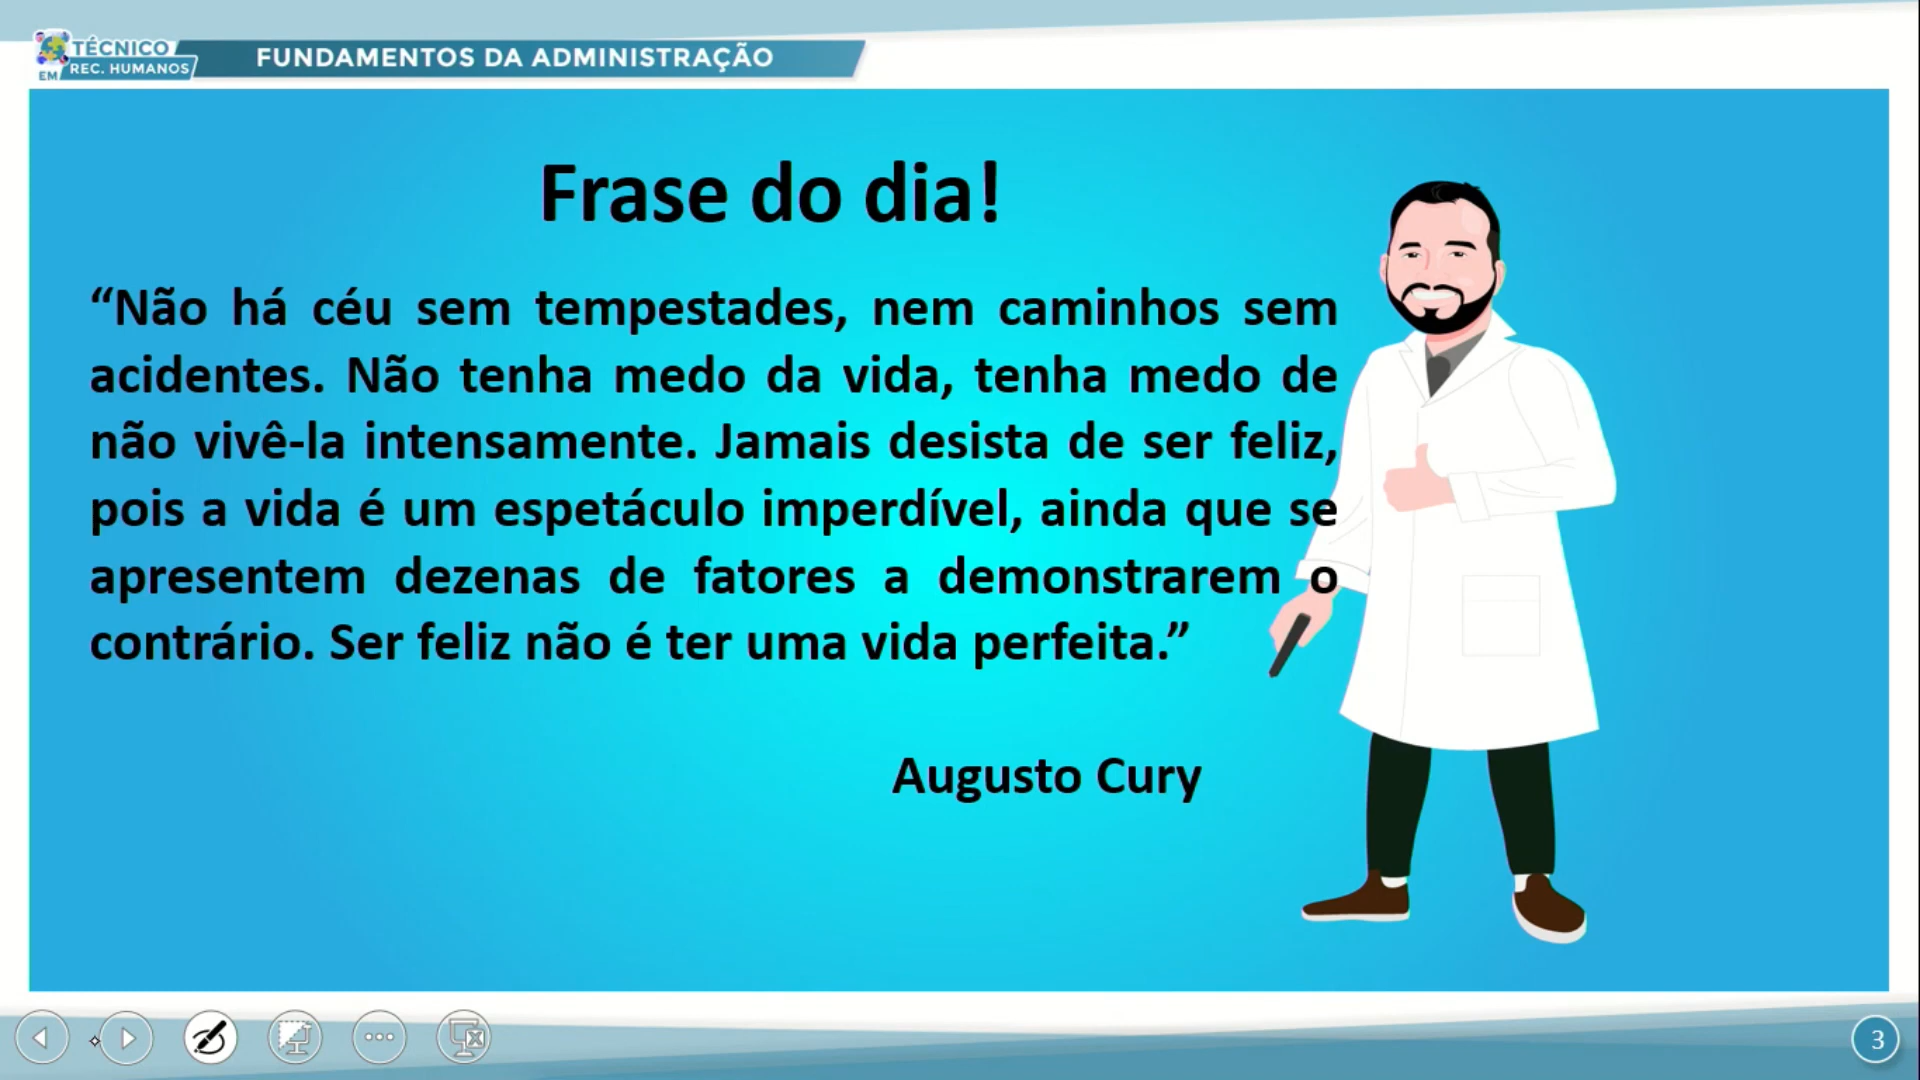 TÉCNICO
EM REC. HUMANOS
FUNDAMENTOS DA ADMINISTRAÇÃO
Frase do dia!
“Não há céu sem tempestades, nem caminhos sem
acidentes. Não tenha medo da vida, tenha medo de
não vivê-la intensamente. Jamais desista de ser feliz,
pois a vida é um espetáculo imperdível, ainda que se
apresentem dezenas de fatores a demonstrarem o
contrário. Ser feliz não é ter uma vida perfeita.”
Augusto Cury
3